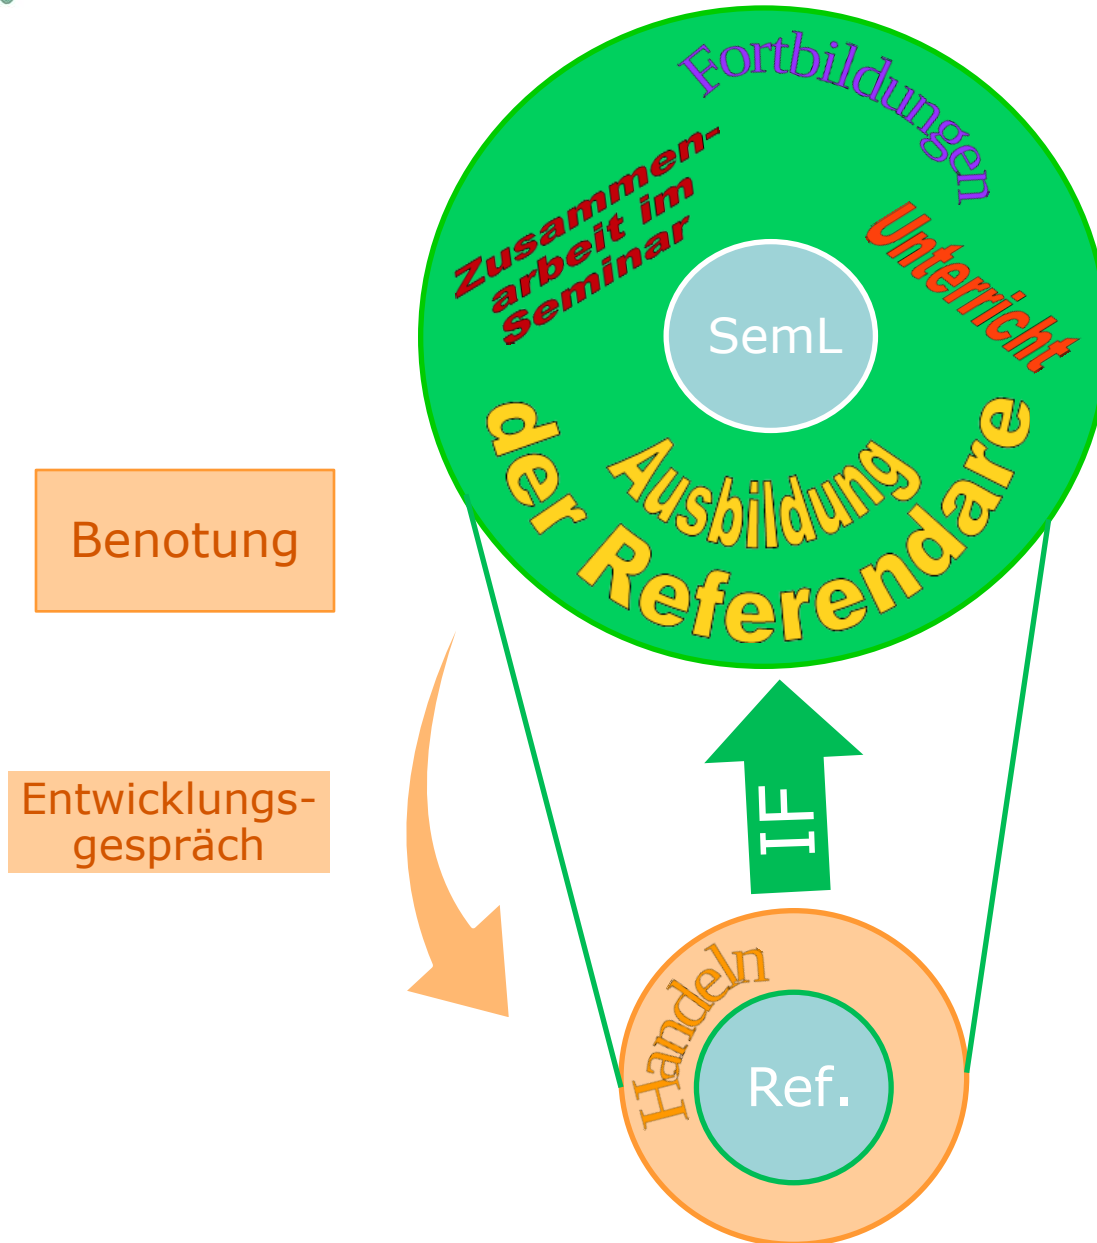 Fortbildungen
Zusammen-
arbeit im
Seminar
Unterricht
SemL
Ausbildung
der Referendare
Benotung
Entwicklungs-
gespräch
IF
Handeln
Ref.